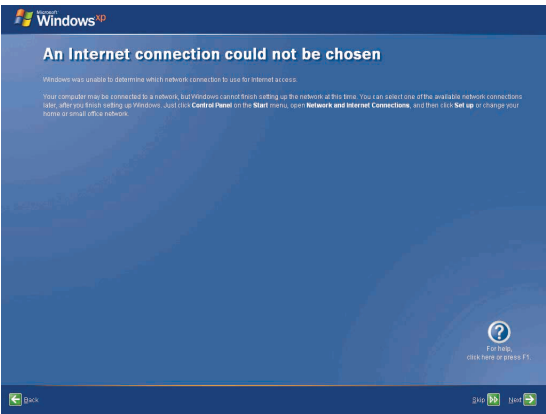 Microsoft
Windows xp
An Internet connection could not be chosen
Windows was unable to determine which network connection to use for Internet access.
Your computer may be connected to a network, but Windows cannot finish setting up the network at this time. You can select one of the available network connections
later, after you finish setting up Windows. Just click Control Panel on the Start menu, open Network and Internet Connections, and then click Set up or change your
home or small office network.
For help,
click here or press F1.
Back
Skip
Next